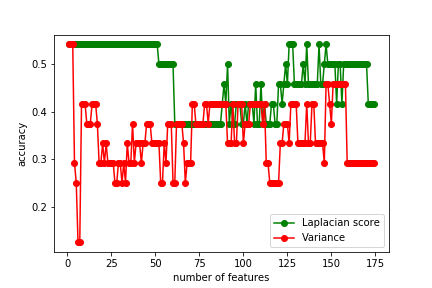 0.5
0.4
0.3
0.2
accuracy
0 25 50 75 100 125 150 175
number of features
Laplacian score
Variance